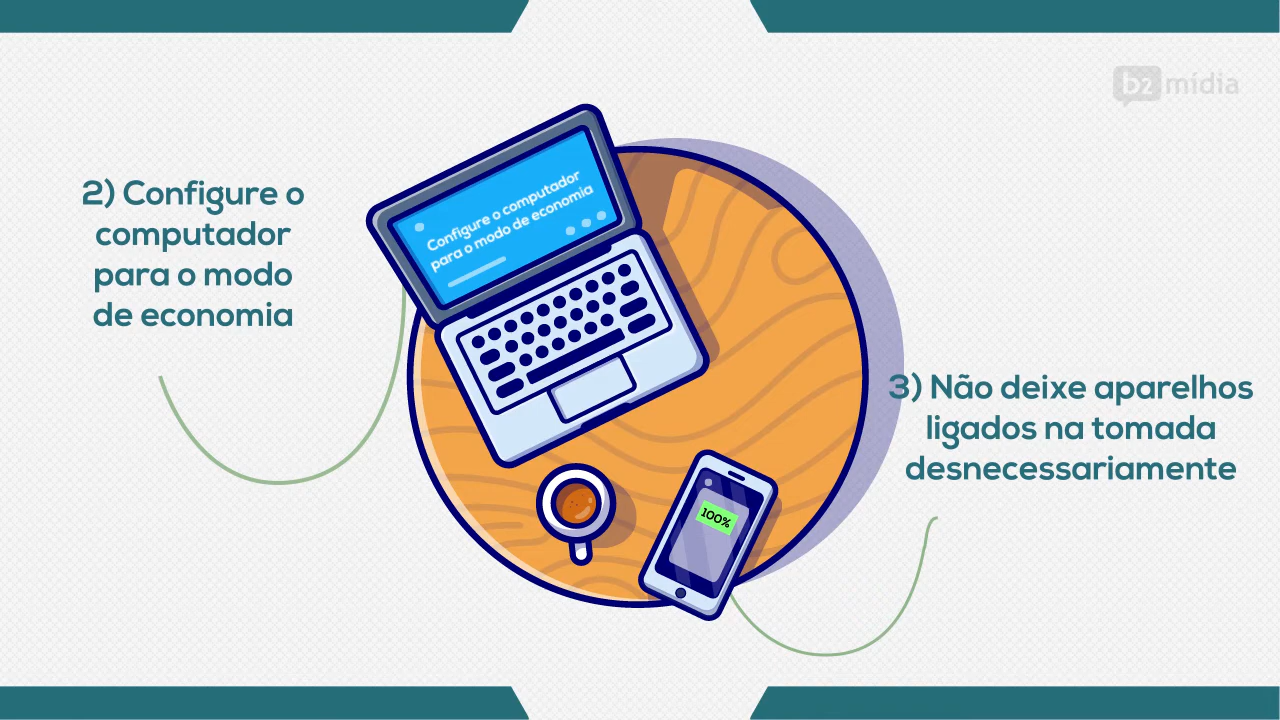 b2 mídia
2) Configure o
computador
para o modo
de economia
Configure o computador
para o modo de economia
3) Não deixe aparelhos
ligados na tomada
desnecessariamente
100%